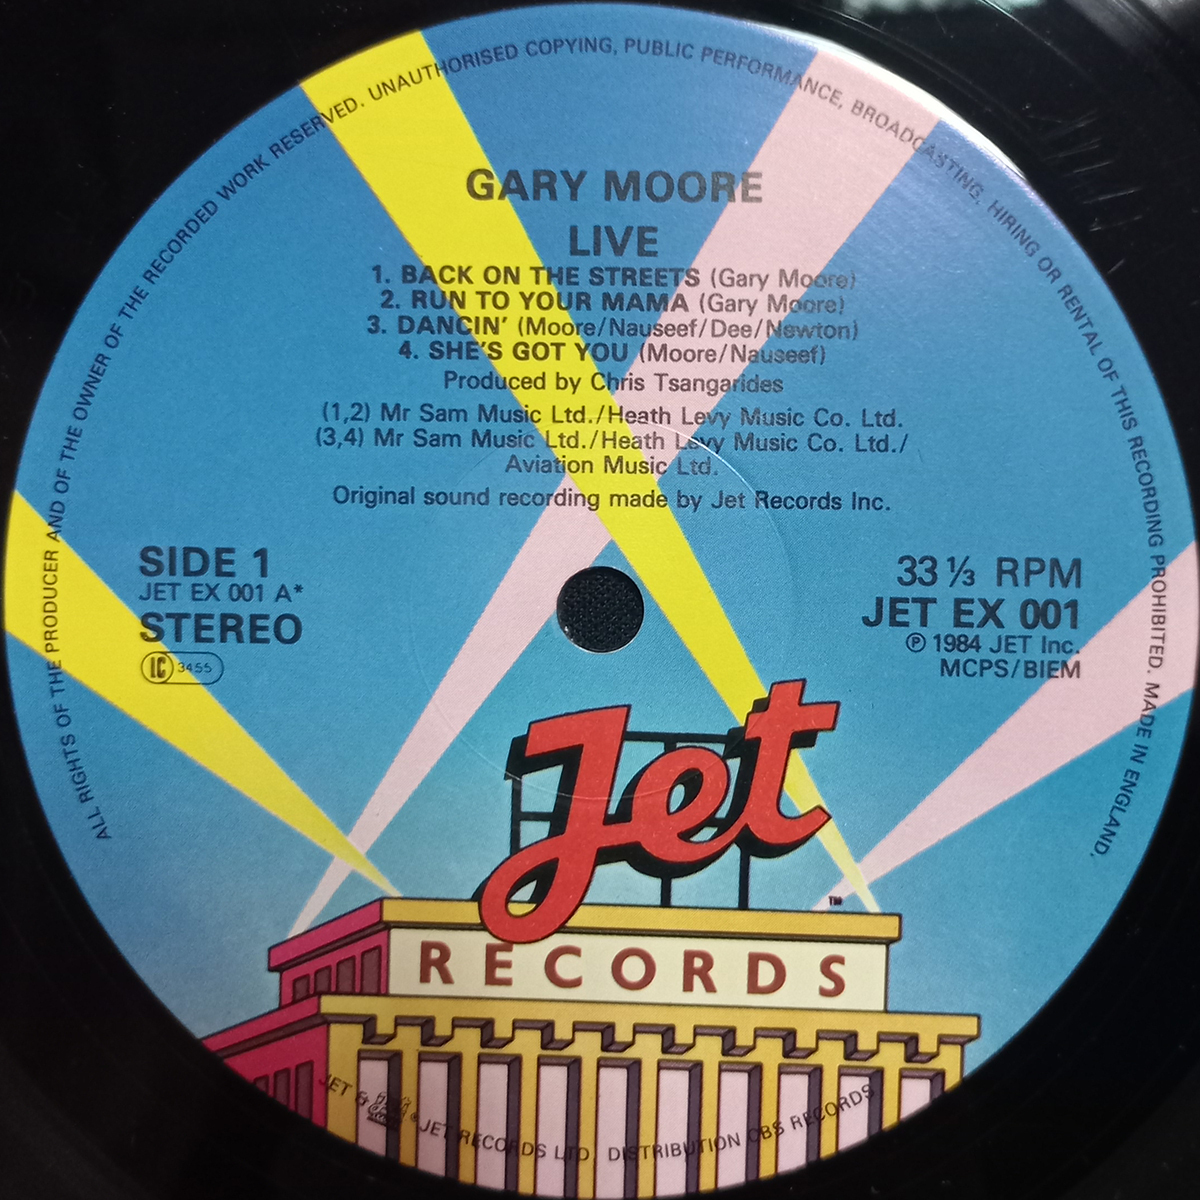 ALL RIGHTS OF THE PRODUCER AND OF THE OWNER OF THE RECORDED WORK RESERVED. UNAUTHORISED COPYING, PUBLIC PERFORMANCE, BROADCASTING, HIRING OR RENTAL OF THIS RECORDING PROHIBITED. MADE IN ENGLAND.
GARY MOORE
LIVE
1. BACK ON THE STREETS (Gary Moore)
2. RUN TO YOUR MAMA (Gary Moore)
3. DANCIN' (Moore/Nauseef/Dee/Newton)
4. SHE'S GOT YOU (Moore/Nauseef)
Produced by Chris Tsangarides
(1,2) Mr Sam Music Ltd./Heath Levy Music Co. Ltd.
(3,4) Mr Sam Music Ltd./Heath Levy Music Co. Ltd./
Aviation Music Ltd.
Original sound recording made by Jet Records Inc.
SIDE 1
JET EX 001 A*
STEREO
LC 3455
33⅓ RPM
JET EX 001
℗ 1984 JET Inc.
MCPS/BIEM
Jet
TM
RECORDS
JET & ® JET RECORDS LTD. DISTRIBUTION CBS RECORDS